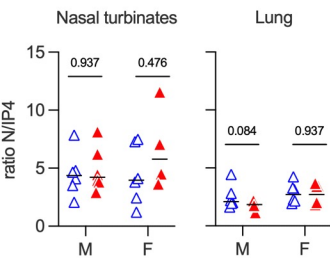 Nasal turbinates
Lung
ratio N/IP4
15
10
5
0
0.937
0.476
0.084
0.937
M
F
M
F